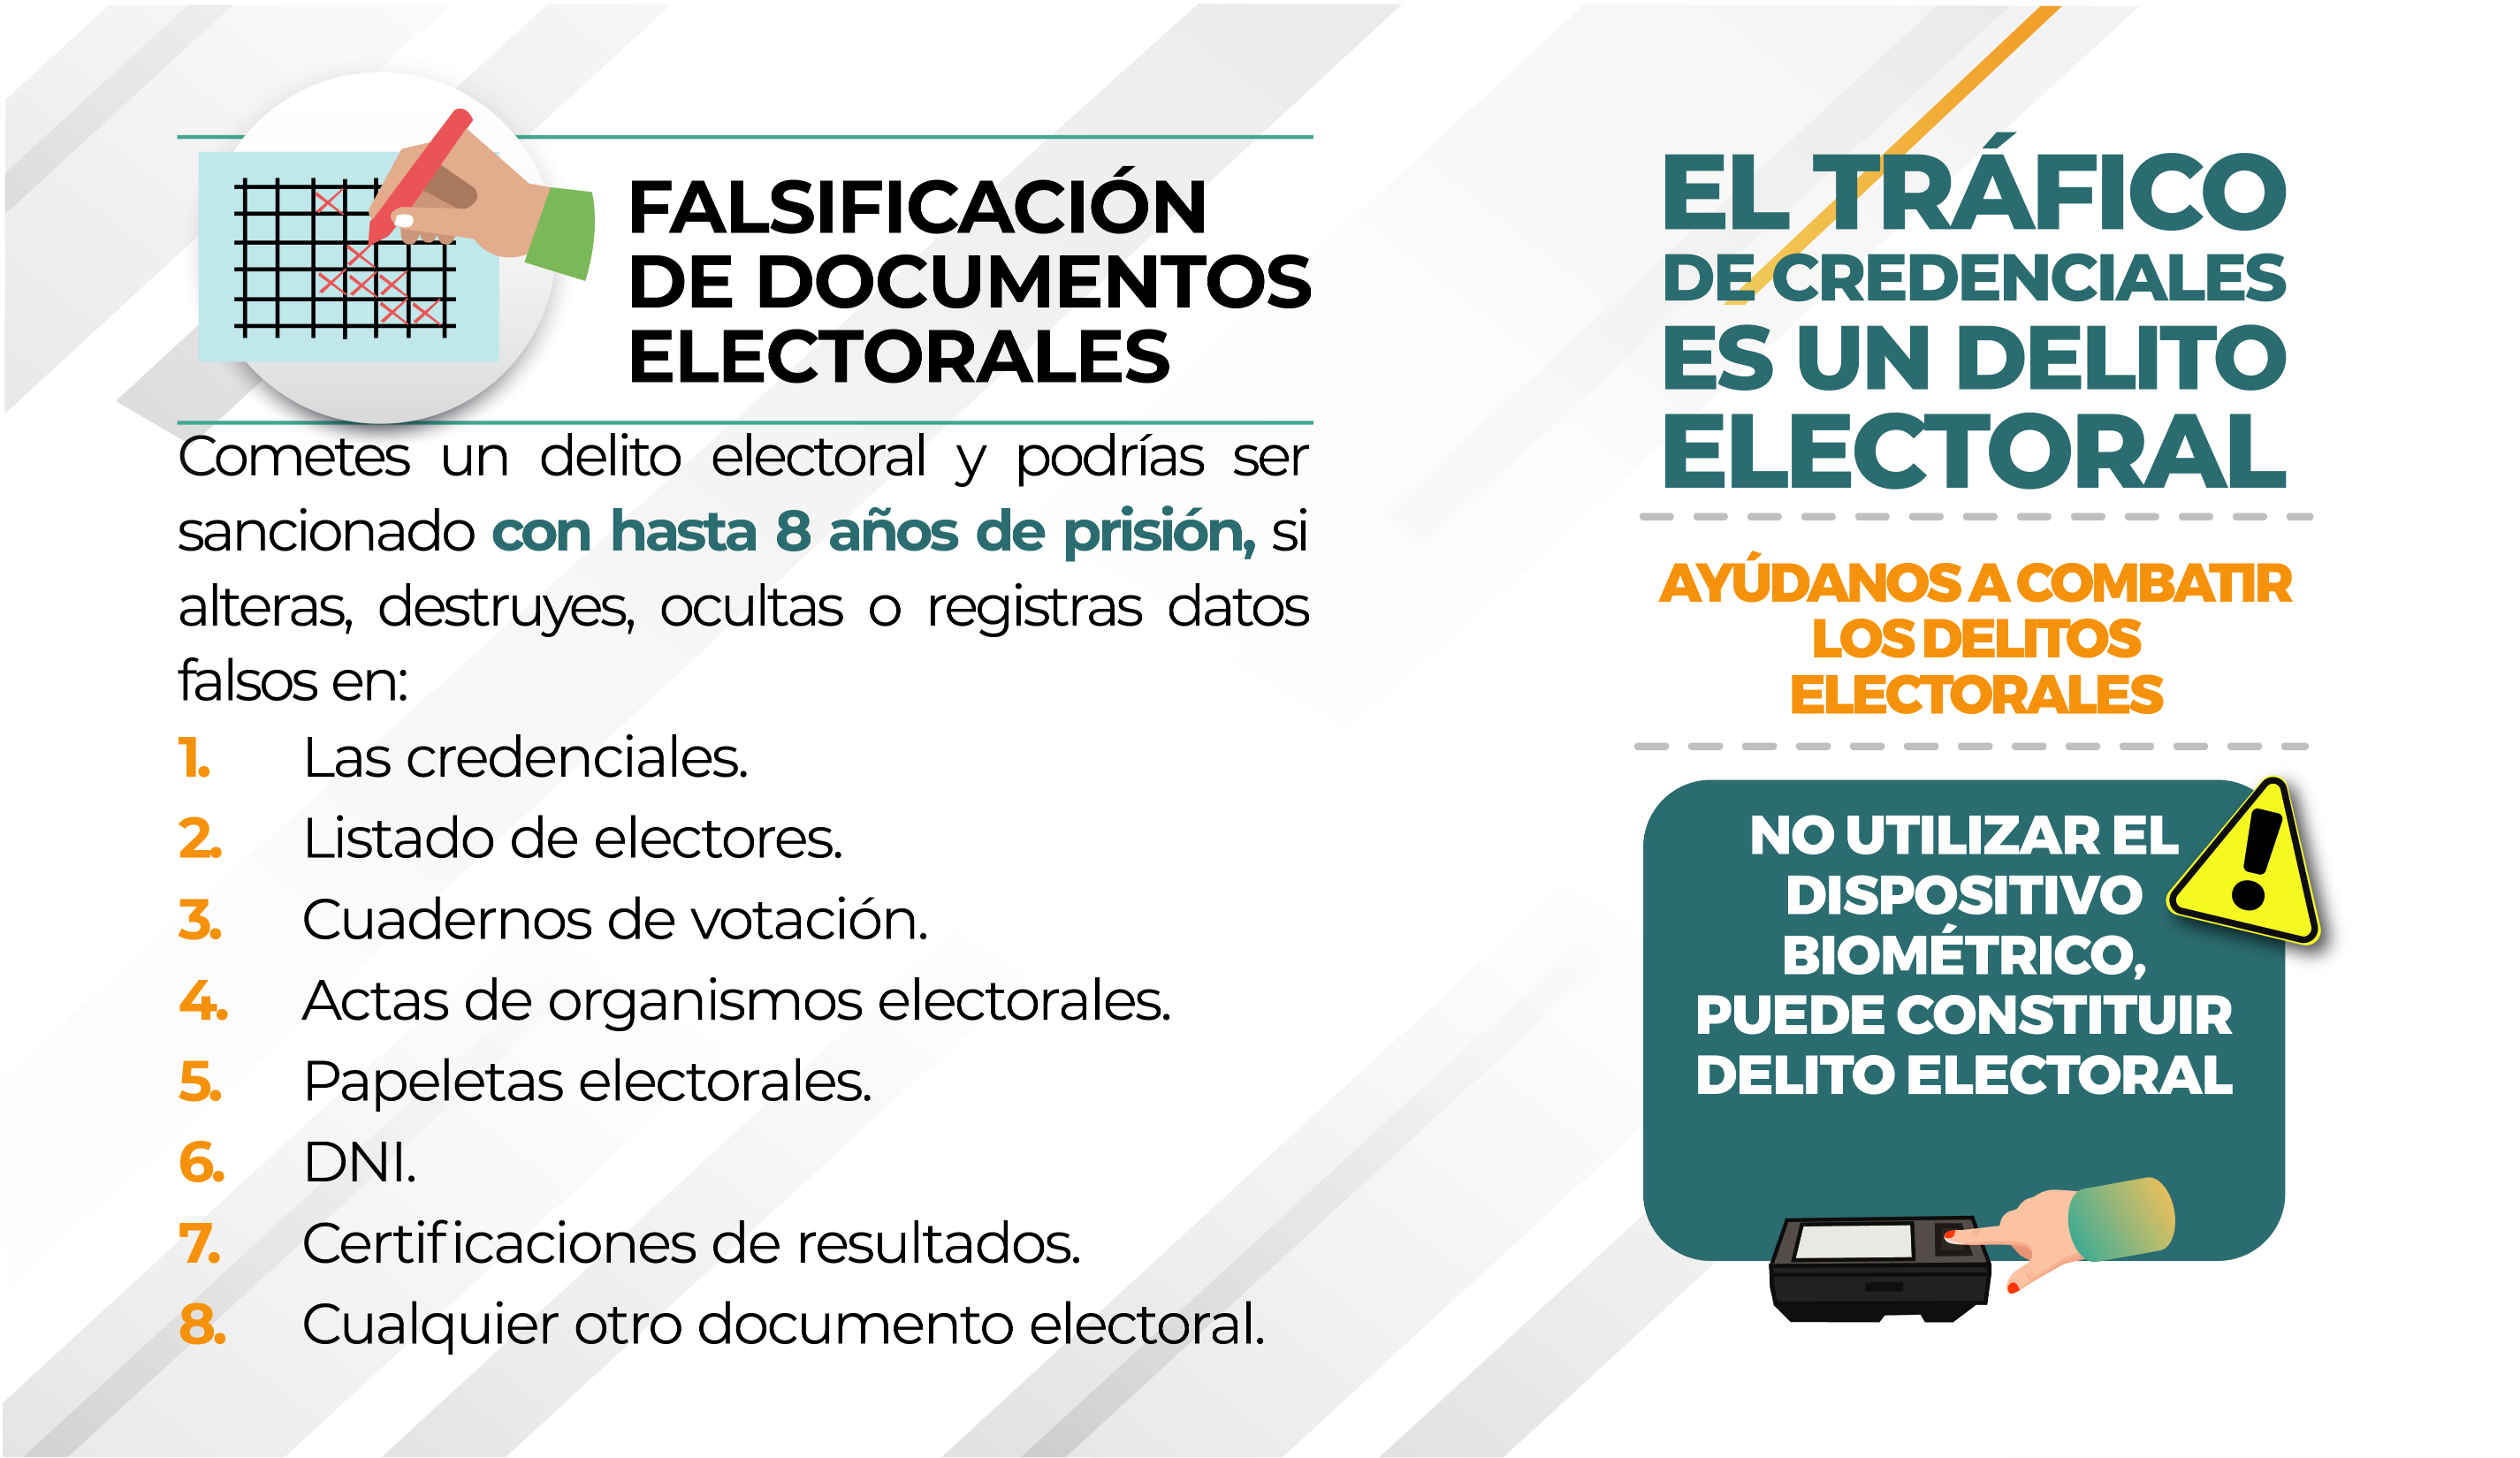 FALSIFICACIÓN
DE DOCUMENTOS
ELECTORALES
Cometes un delito electoral y podrías ser
sancionado con hasta 8 años de prisión, si
alteras, destruyes, ocultas o registras datos
falsos en:
1. Las credenciales.
2. Listado de electores.
3. Cuadernos de votación.
4. Actas de organismos electorales.
5. Papeletas electorales.
6. DNI.
7. Certificaciones de resultados.
8. Cualquier otro documento electoral.
EL TRÁFICO
DE CREDENCIALES
ES UN DELITO
ELECTORAL
AYÚDANOS A COMBATIR
LOS DELITOS
ELECTORALES
NO UTILIZAR EL
DISPOSITIVO
BIOMÉTRICO,
PUEDE CONSTITUIR
DELITO ELECTORAL